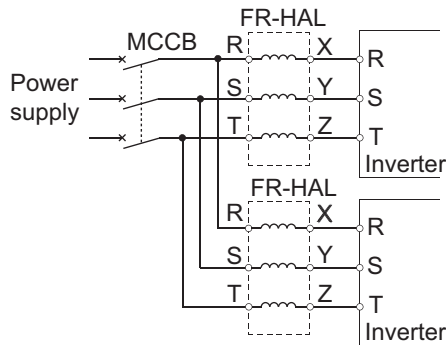 FR-HAL
MCCB
R X R
Power supply
S Y S
T Z T
Inverter
FR-HAL
R X R
S Y S
T Z T
Inverter